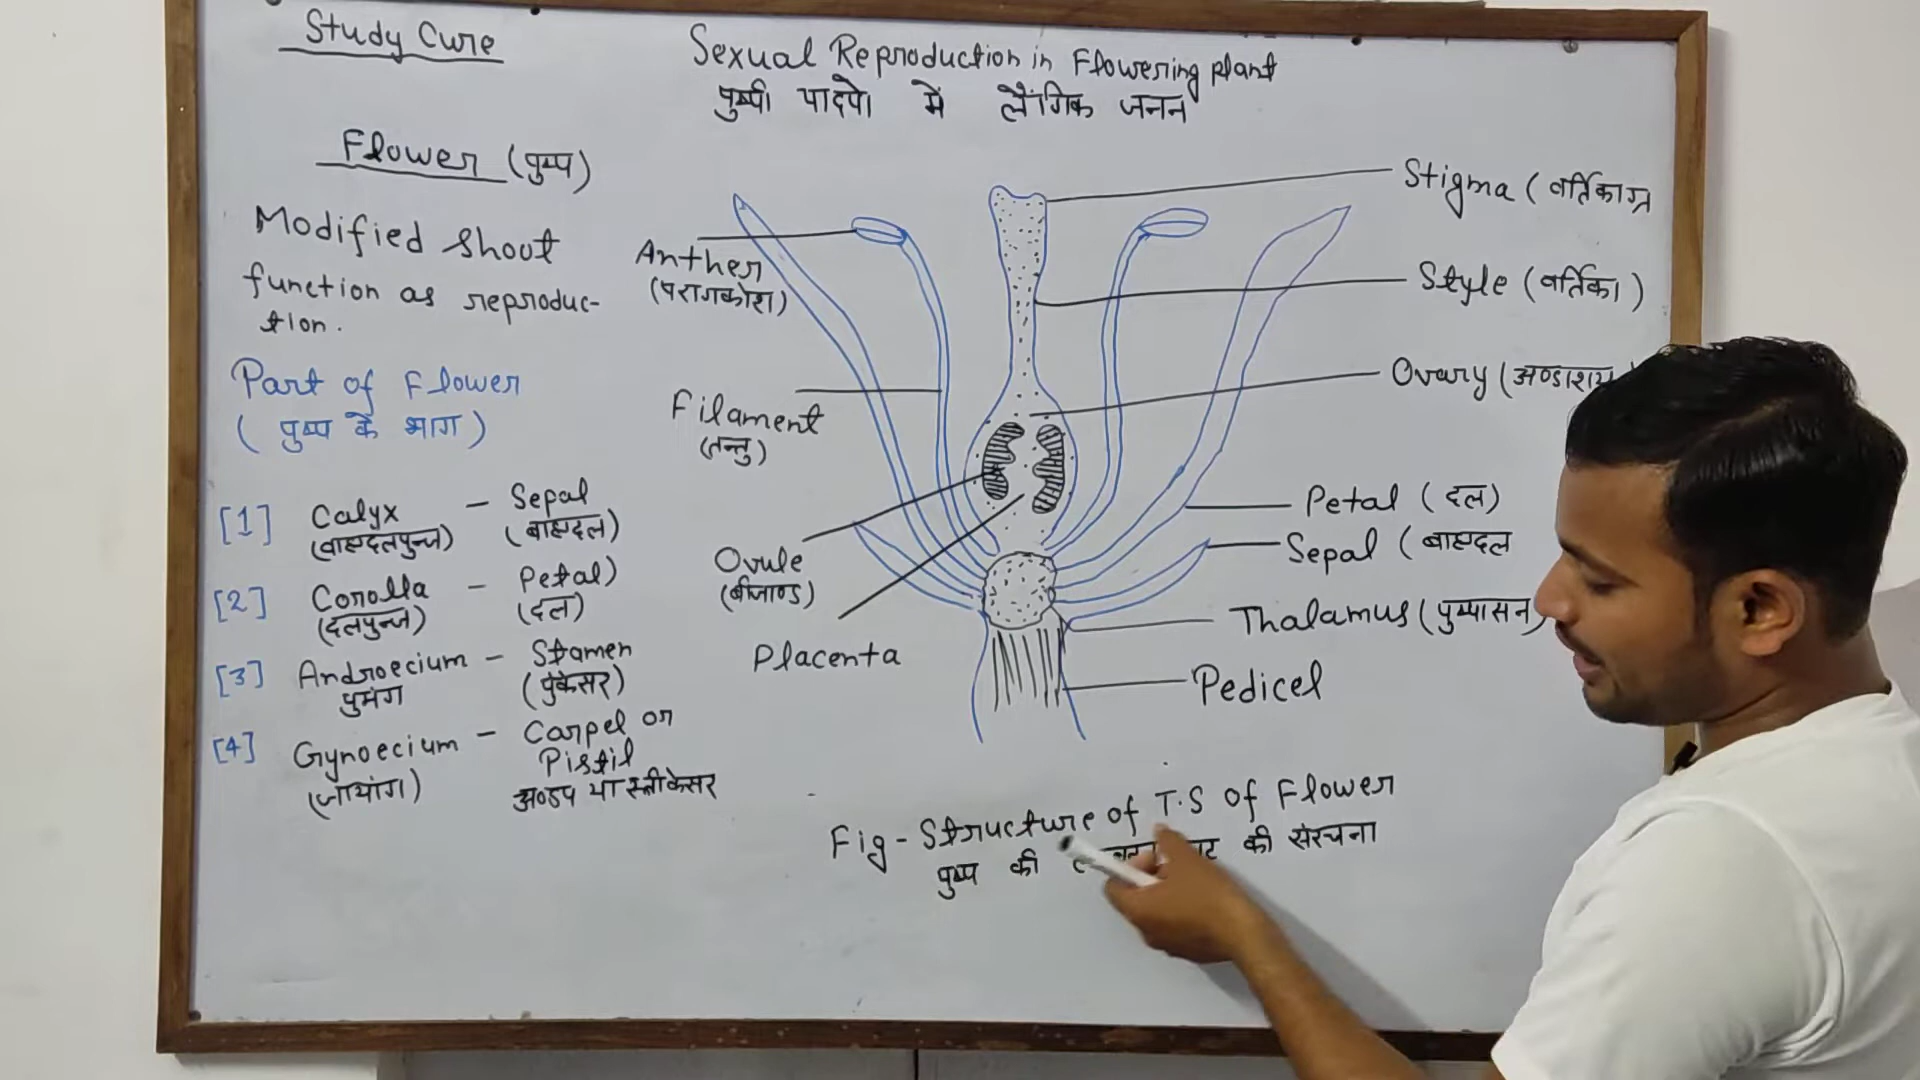 Study Cure
Sexual Reproduction in Flowering plant
पुष्पी पादपो में लैंगिक जनन
Flower (पुष्प)
Modified shoot
function as reproduc-
tion.
Part of Flower
(पुष्प के भाग)
[1] Calyx - Sepal
(बाह्यदलपुन्ज) (बाह्यदल)
[2] Corolla - Petal)
(दलपुन्ज) (दल)
[3] Androecium - Stamen
पुमंग (पुंकेसर)
[4] Gynoecium - Carpel or
Pistil
(जायांग) अण्डप या स्त्रीकेसर
Anther
(परागकोश)
Filament
(तन्तु)
Ovule
(बीजाण्ड)
Placenta
Stigma (वर्तिकाग्र
Style (वर्तिका)
Ovary (अण्डाशय
Petal (दल)
Sepal (बाह्यदल
Thalamus (पुष्पासन)
Pedicel
Fig - Structure of T.S of Flower
पुष्प की की संरचना